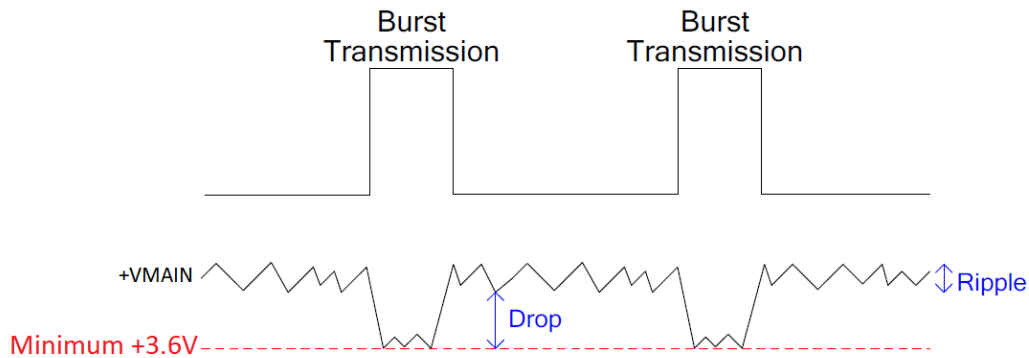 Burst
Transmission
Burst
Transmission
+VMAIN
Ripple
Drop
Minimum +3.6V